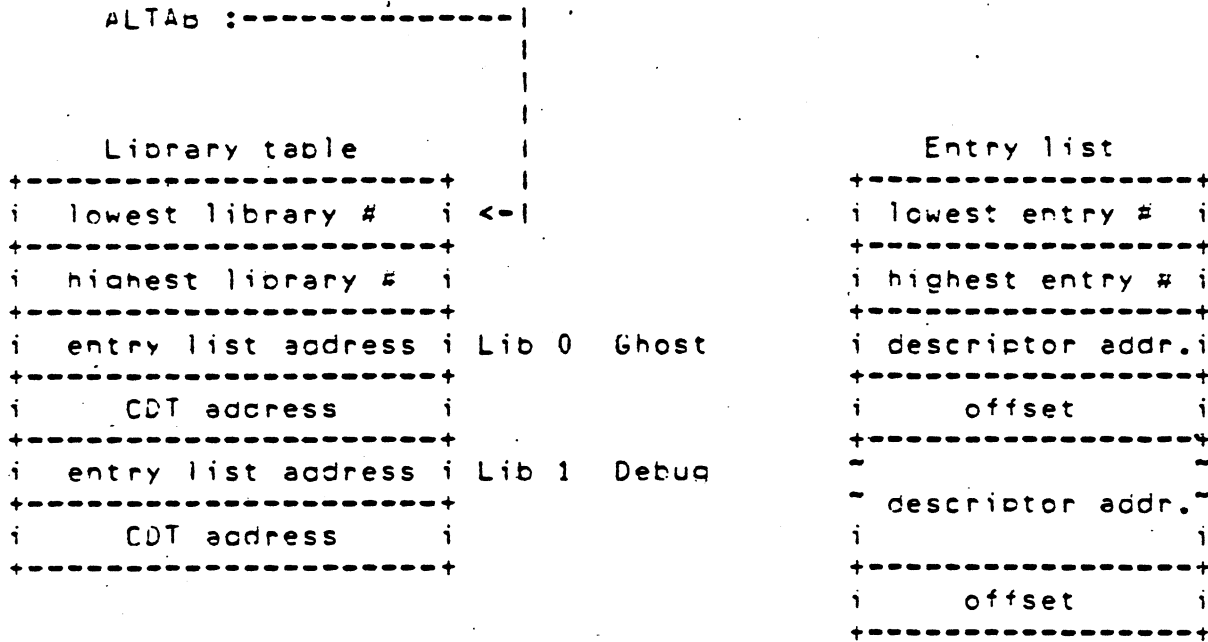 ALTAb :--------------|
Library table
lowest library #
highest library #
entry list address Lib 0 Ghost
CDT address
entry list address Lib 1 Debug
CDT address
Entry list
lowest entry #
highest entry #
descriptor addr.
offset
descriptor addr.
offset